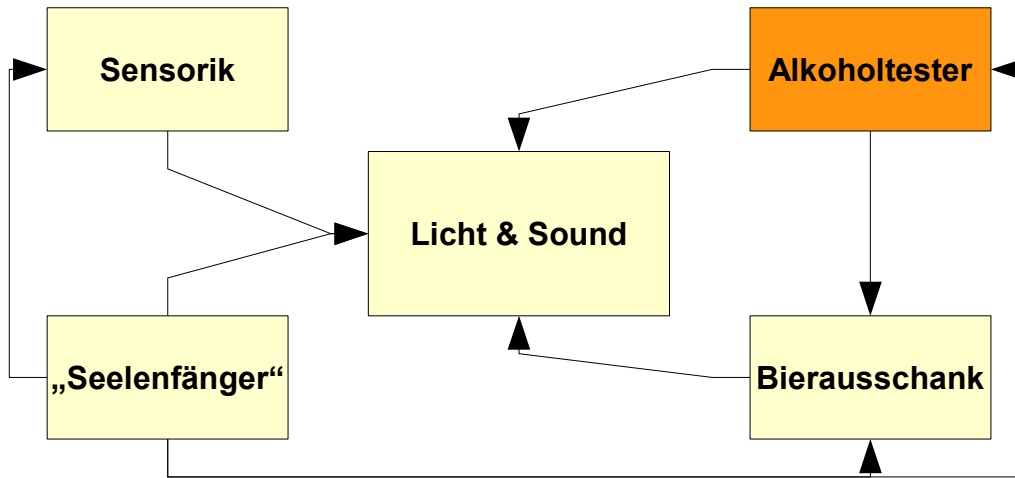 Sensorik
Alkoholtester
Licht & Sound
„Seelenfänger“
Bierausschank